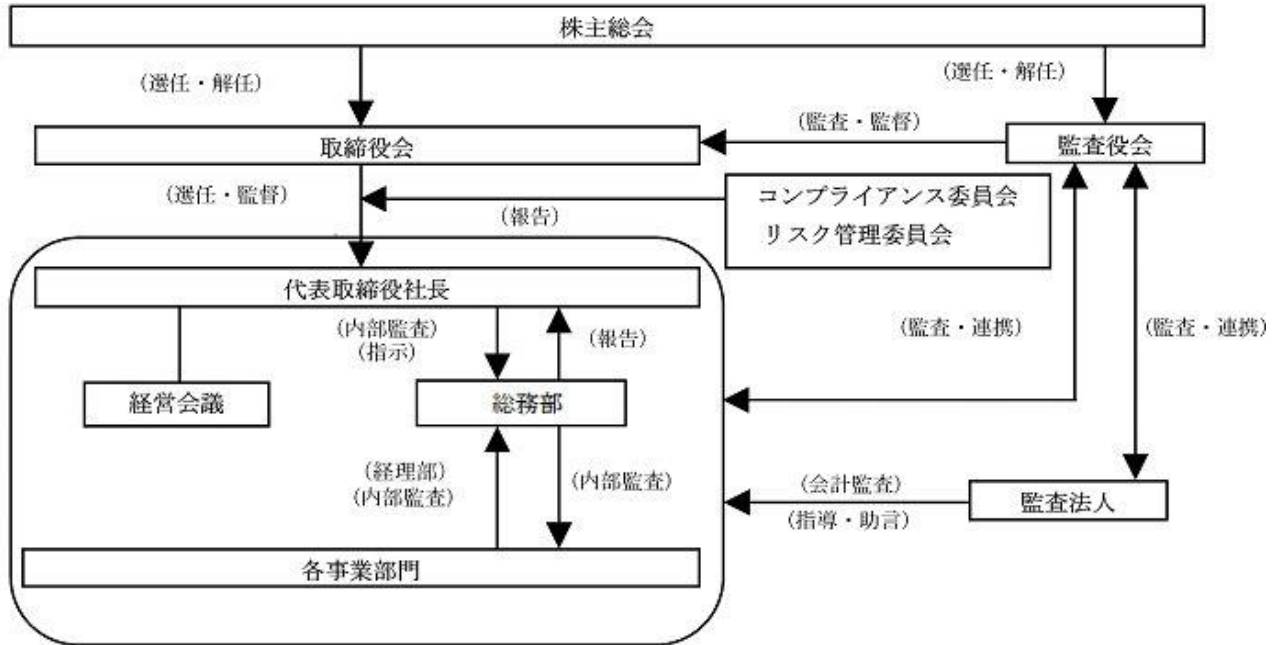 株主総会
(選任・解任)
(選任・解任)
(監査・監督)
取締役会
監査役会
(選任・監督)
コンプライアンス委員会
(報告)
リスク管理委員会
代表取締役社長
(内部監査)
(指示)
(報告)
(監査・連携)
(監査・連携)
経営会議
総務部
(経理部)
(内部監査)
(内部監査)
(会計監査)
監査法人
(指導・助言)
各事業部門